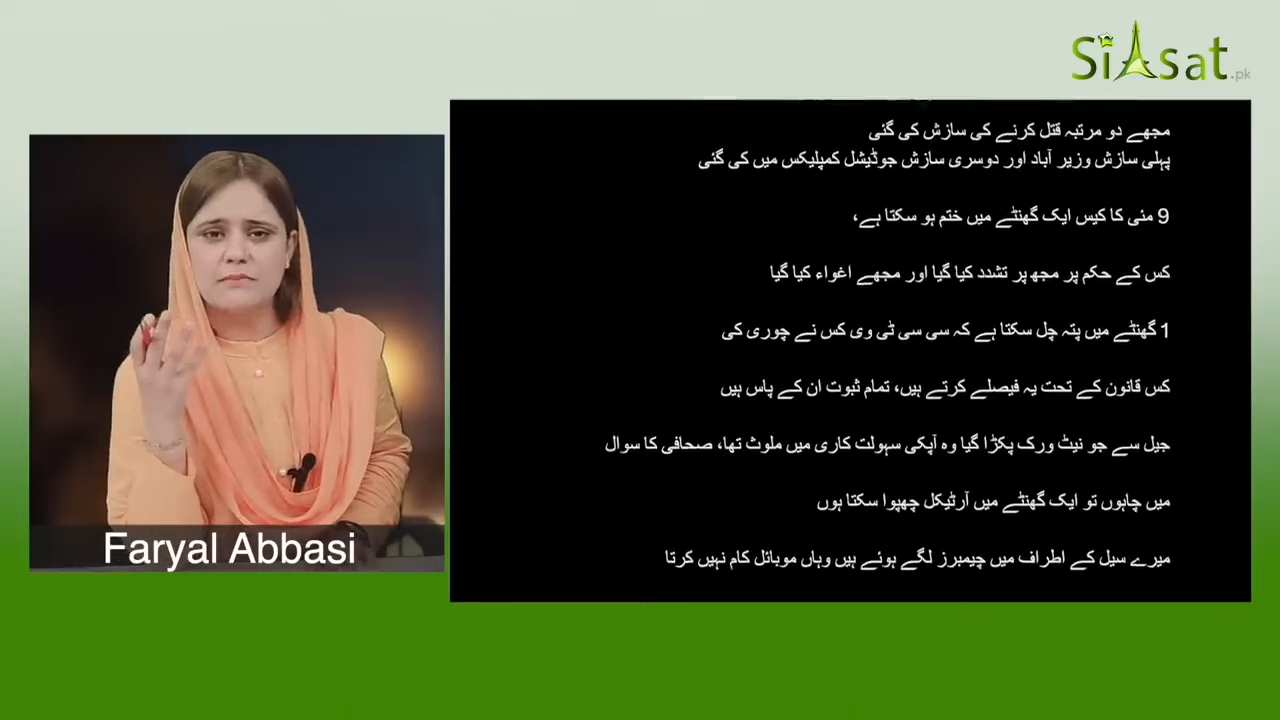 SiAsat.pk
مجھے دو مرتبہ قتل کرنے کی سازش کی گئی
پہلی سازش وزیر آباد اور دوسری سازش جوڈیشل کمپلیکس میں کی گئی
9 مئی کا کیس ایک گھنٹے میں ختم ہو سکتا ہے،
کس کے حکم پر مجھ پر تشدد کیا گیا اور مجھے اغواء کیا گیا
1 گھنٹے میں پتہ چل سکتا ہے کہ سی سی ٹی وی کس نے چوری کی
کس قانون کے تحت یہ فیصلے کرتے ہیں، تمام ثبوت ان کے پاس ہیں
جیل سے جو نیٹ ورک پکڑا گیا وہ آپکی سہولت کاری میں ملوث تھا، صحافی کا سوال
میں چاہوں تو ایک گھنٹے میں آرٹیکل چھپوا سکتا ہوں
میرے سیل کے اطراف میں چیمبرز لگے ہوئے ہیں وہاں موبائل کام نہیں کرتا
Faryal Abbasi